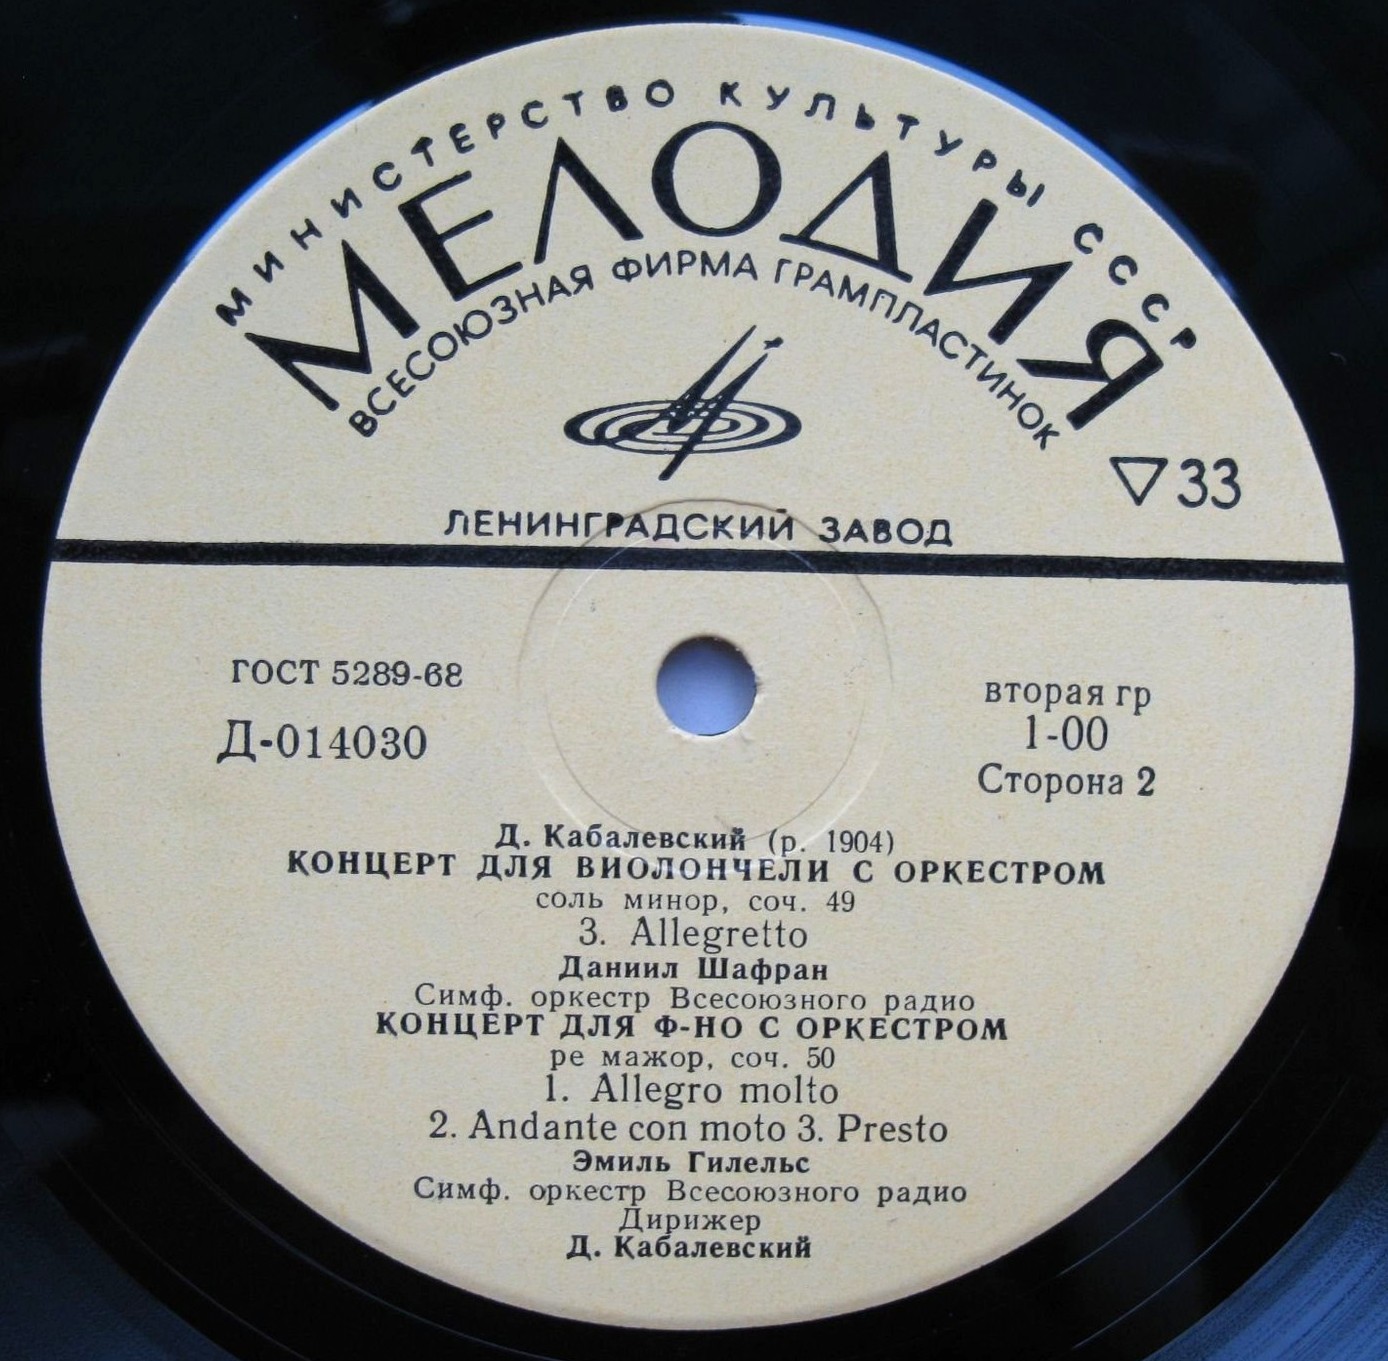 МИНИСТЕРСТВО КУЛЬТУРЫ СССР
МЕЛОДИЯ
ВСЕСОЮЗНАЯ ФИРМА ГРАМПЛАСТИНОК
▽33
ЛЕНИНГРАДСКИЙ ЗАВОД
ГОСТ 5289-68
Д-014030
вторая гр
1-00
Сторона 2
Д. Кабалевский (р. 1904)
КОНЦЕРТ ДЛЯ ВИОЛОНЧЕЛИ С ОРКЕСТРОМ
соль минор, соч. 49
3. Allegretto
Даниил Шафран
Симф. оркестр Всесоюзного радио
КОНЦЕРТ ДЛЯ Ф-НО С ОРКЕСТРОМ
ре мажор, соч. 50
1. Allegro molto
2. Andante con moto 3. Presto
Эмиль Гилельс
Симф. оркестр Всесоюзного радио
Дирижер
Д. Кабалевский